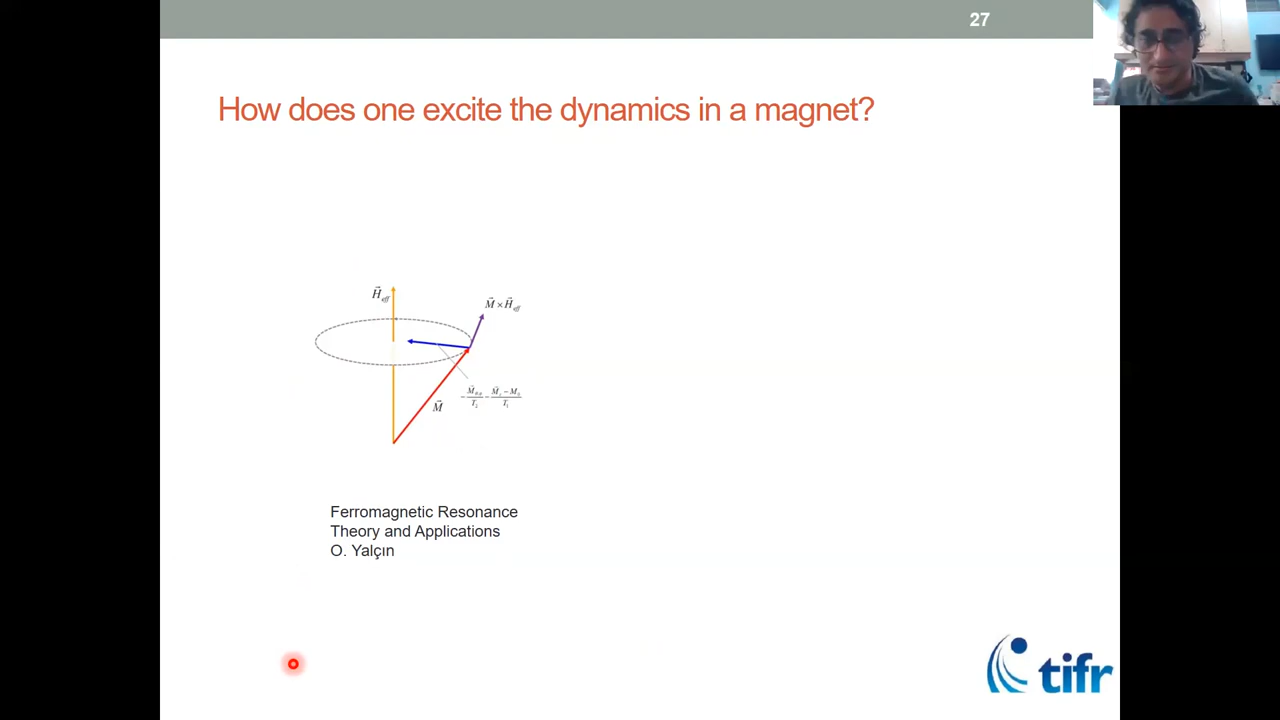 27
How does one excite the dynamics in a magnet?
H⃗eff
M⃗ × H⃗eff
M⃗
Ferromagnetic Resonance
Theory and Applications
O. Yalçın
tifr